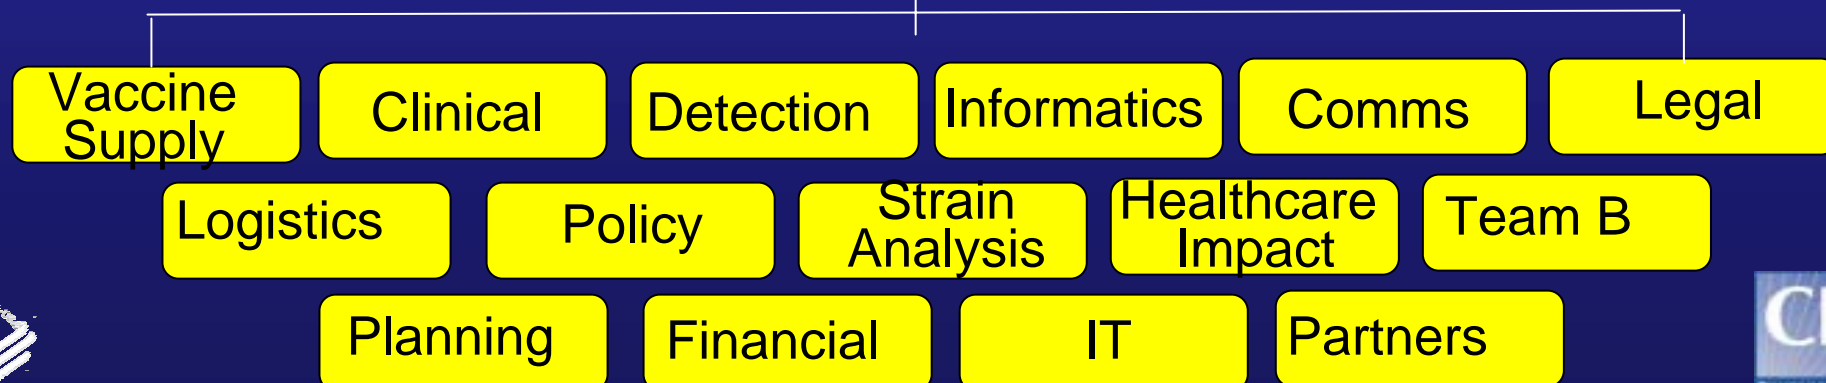 Vaccine
Supply
Clinical
Detection
Informatics
Comms
Legal
Logistics
Policy
Strain
Analysis
Healthcare
Impact
Team B
Planning
Financial
IT
Partners